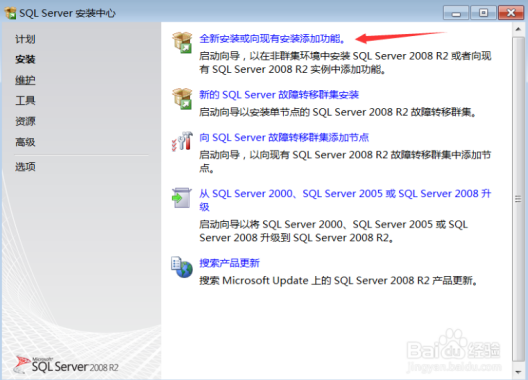 SQL Server 安装中心
计划
安装
维护
工具
资源
高级
选项
全新安装或向现有安装添加功能。
启动向导，以在非群集环境中安装 SQL Server 2008 R2 或者向现
有 SQL Server 2008 R2 实例中添加功能。
新的 SQL Server 故障转移群集安装
启动向导以安装单节点的 SQL Server 2008 R2 故障转移群集。
向 SQL Server 故障转移群集添加节点
启动向导，以向现有 SQL Server 2008 R2 故障转移群集中添加节
点。
从 SQL Server 2000、SQL Server 2005 或 SQL Server 2008 升
级
启动向导以将 SQL Server 2000、SQL Server 2005 或 SQL
Server 2008 升级到 SQL Server 2008 R2。
搜索产品更新
搜索 Microsoft Update 上的 SQL Server 2008 R2 产品更新。
Microsoft
SQL Server 2008 R2
Baidu 经验
jingyan.baidu.com